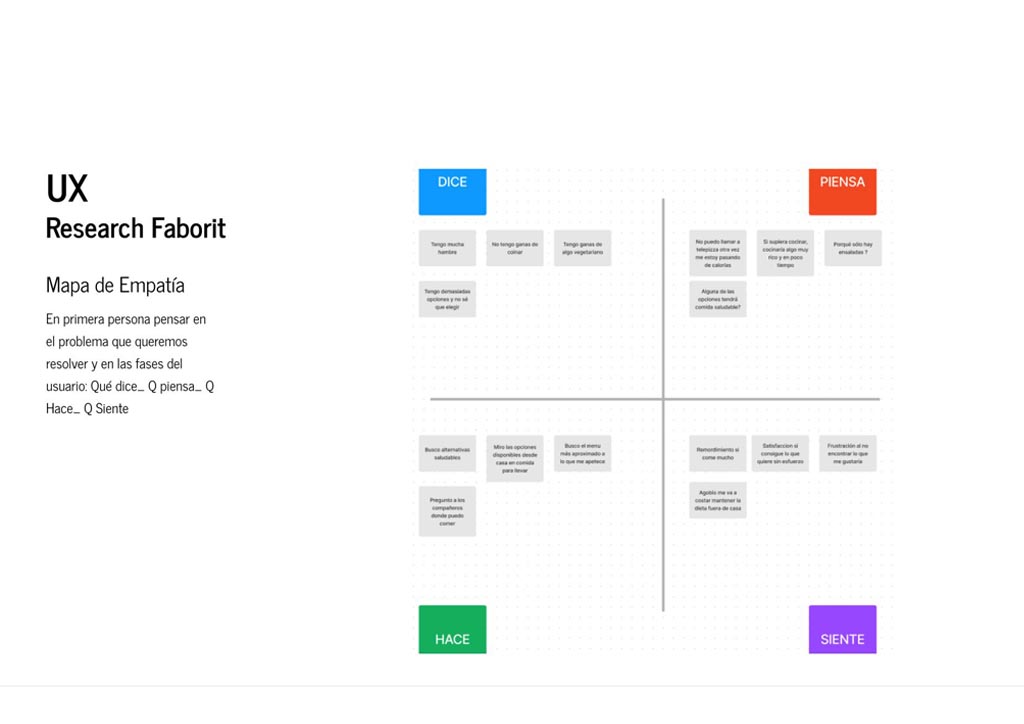 UX
Research Faborit
Mapa de Empatía
En primera persona pensar en
el problema que queremos
resolver y en las fases del
usuario: Qué dice_ Q piensa_ Q
Hace_ Q Siente
DICE
Tengo mucha
hambre
No tengo ganas de
coinar
Tengo ganas de
algo vegetariano
Tengo demasiadas
opciones y no sé
que elegir
PIENSA
No puedo llamar a
telepizza otra vez
me estoy pasando
de calorias
Si supiera cocinar,
cocinaría algo muy
rico y en poco
tiempo
Porqué sólo hay
ensaladas ?
Alguna de las
opciones tendrá
comida saludable?
Busco alternativas
saludables
Miro las opciones
disponibles desde
casa en comida
para llevar
Busco el menú
más aproximado a
lo que me apetece
Pregunto a los
compañeros
donde puedo
comer
HACE
Remordimiento si
come mucho
Satisfaccion si
consigue lo que
quiere sin esfuerzo
Frustración al no
encontrar lo que
me gustaría
Agobio me va a
costar mantener la
dieta fuera de casa
SIENTE